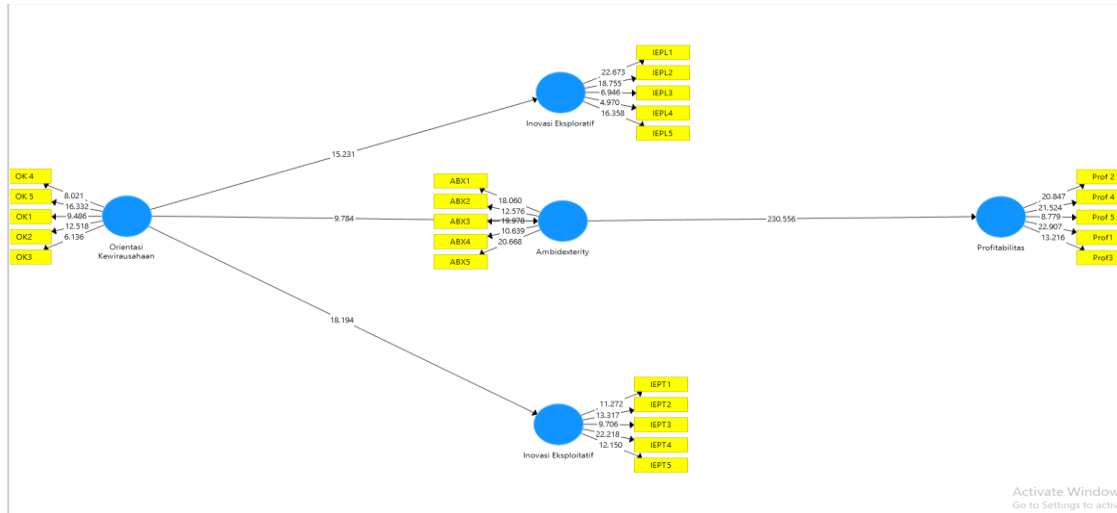 IEPL1
IEPL2
IEPL3
IEPL4
IEPL5
22.673
18.755
6.946
4.970
16.358
Inovasi Eksploratif
15.231
OK 4
OK 5
OK1
OK2
OK3
8.021
16.332
9.486
12.518
6.136
Orientasi
Kewirausahaan
9.784
ABX1
ABX2
ABX3
ABX4
ABX5
18.060
12.576
19.978
10.639
20.668
Ambidexterity
230.556
Prof 2
Prof 4
Prof 5
Prof1
Prof3
20.847
21.524
8.779
22.907
13.216
Profitabilitas
18.194
IEPT1
IEPT2
IEPT3
IEPT4
IEPT5
11.272
13.317
9.706
22.218
12.150
Inovasi Eksploitatif
Activate Window
Go to Settings to activ